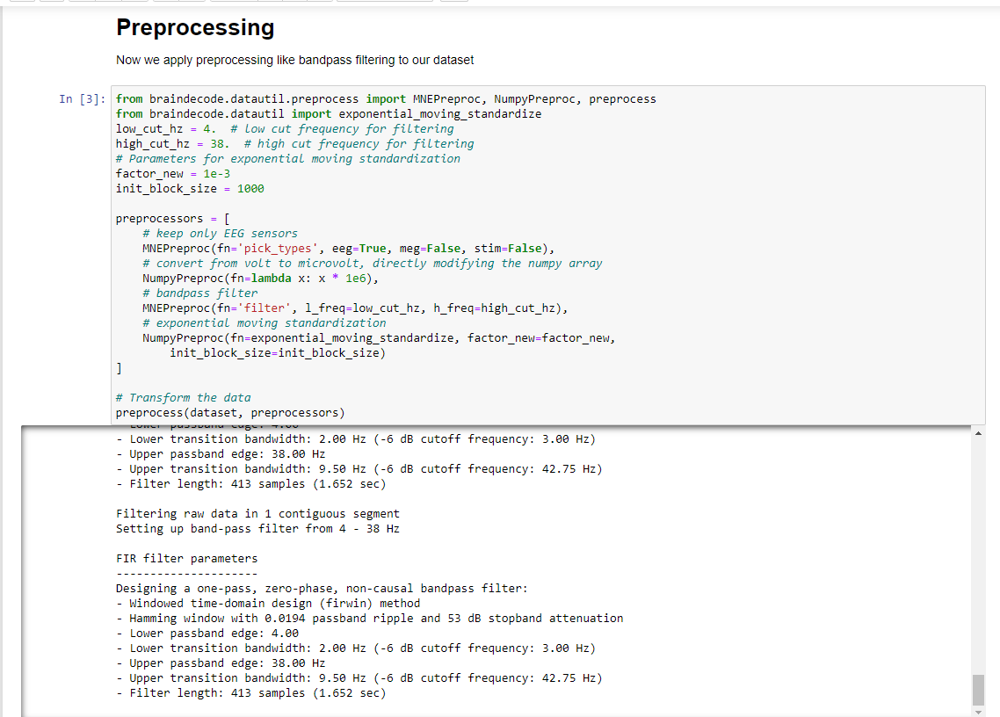 Preprocessing
Now we apply preprocessing like bandpass filtering to our dataset
In [3]: from braindecode.datautil.preprocess import MNEPreproc, NumpyPreproc, preprocess
from braindecode.datautil import exponential_moving_standardize
low_cut_hz = 4.  # low cut frequency for filtering
high_cut_hz = 38.  # high cut frequency for filtering
# Parameters for exponential moving standardization
factor_new = 1e-3
init_block_size = 1000

preprocessors = [
    # keep only EEG sensors
    MNEPreproc(fn='pick_types', eeg=True, meg=False, stim=False),
    # convert from volt to microvolt, directly modifying the numpy array
    NumpyPreproc(fn=lambda x: x * 1e6),
    # bandpass filter
    MNEPreproc(fn='filter', l_freq=low_cut_hz, h_freq=high_cut_hz),
    # exponential moving standardization
    NumpyPreproc(fn=exponential_moving_standardize, factor_new=factor_new,
        init_block_size=init_block_size)
]

# Transform the data
preprocess(dataset, preprocessors)
- Lower passband edge: 4.00
- Lower transition bandwidth: 2.00 Hz (-6 dB cutoff frequency: 3.00 Hz)
- Upper passband edge: 38.00 Hz
- Upper transition bandwidth: 9.50 Hz (-6 dB cutoff frequency: 42.75 Hz)
- Filter length: 413 samples (1.652 sec)

Filtering raw data in 1 contiguous segment
Setting up band-pass filter from 4 - 38 Hz

FIR filter parameters
---------------------
Designing a one-pass, zero-phase, non-causal bandpass filter:
- Windowed time-domain design (firwin) method
- Hamming window with 0.0194 passband ripple and 53 dB stopband attenuation
- Lower passband edge: 4.00
- Lower transition bandwidth: 2.00 Hz (-6 dB cutoff frequency: 3.00 Hz)
- Upper passband edge: 38.00 Hz
- Upper transition bandwidth: 9.50 Hz (-6 dB cutoff frequency: 42.75 Hz)
- Filter length: 413 samples (1.652 sec)